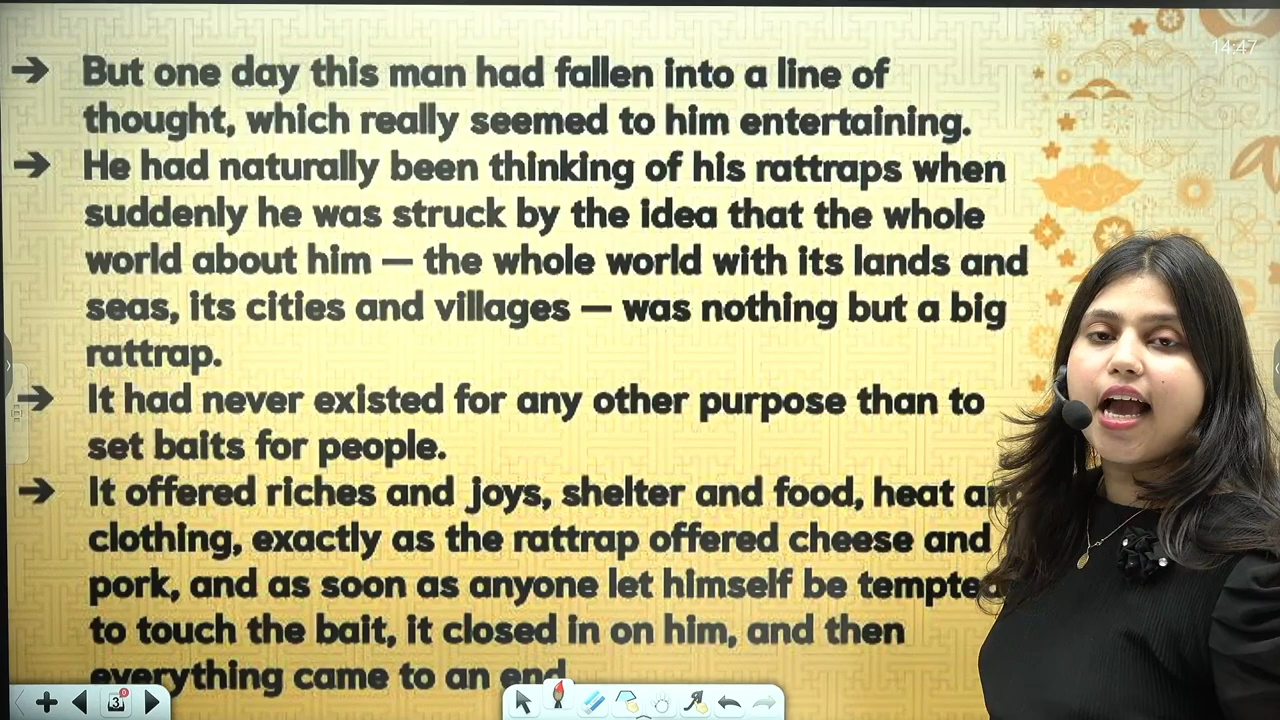 14:47
➔ But one day this man had fallen into a line of
thought, which really seemed to him entertaining.
➔ He had naturally been thinking of his rattraps when
suddenly he was struck by the idea that the whole
world about him — the whole world with its lands and
seas, its cities and villages — was nothing but a big
rattrap.
➔ It had never existed for any other purpose than to
set baits for people.
➔ It offered riches and joys, shelter and food, heat and
clothing, exactly as the rattrap offered cheese and
pork, and as soon as anyone let himself be tempted
to touch the bait, it closed in on him, and then
everything came to an end
3